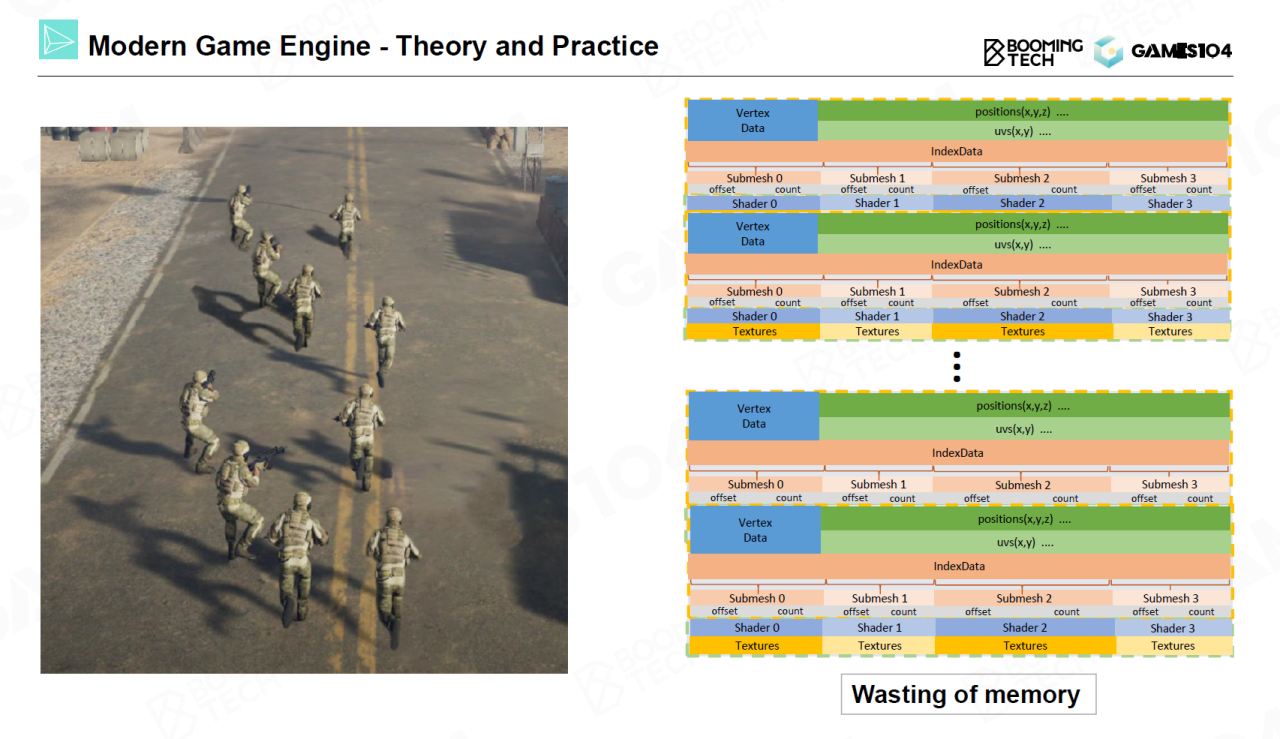 Modern Game Engine - Theory and Practice
BOOMING
TECH
GAMES104
Vertex
Data
positions(x,y,z) ....
uvs(x,y) ....
IndexData
Submesh 0 Submesh 1 Submesh 2 Submesh 3
offset count offset count offset count offset count
Shader 0 Shader 1 Shader 2 Shader 3
Vertex
Data
positions(x,y,z) ....
uvs(x,y) ....
IndexData
Submesh 0 Submesh 1 Submesh 2 Submesh 3
offset count offset count offset count offset count
Shader 0 Shader 1 Shader 2 Shader 3
Textures Textures Textures Textures
Vertex
Data
positions(x,y,z) ....
uvs(x,y) ....
IndexData
Submesh 0 Submesh 1 Submesh 2 Submesh 3
offset count offset count offset count offset count
Vertex
Data
positions(x,y,z) ....
uvs(x,y) ....
IndexData
Submesh 0 Submesh 1 Submesh 2 Submesh 3
offset count offset count offset count offset count
Shader 0 Shader 1 Shader 2 Shader 3
Textures Textures Textures Textures
Wasting of memory